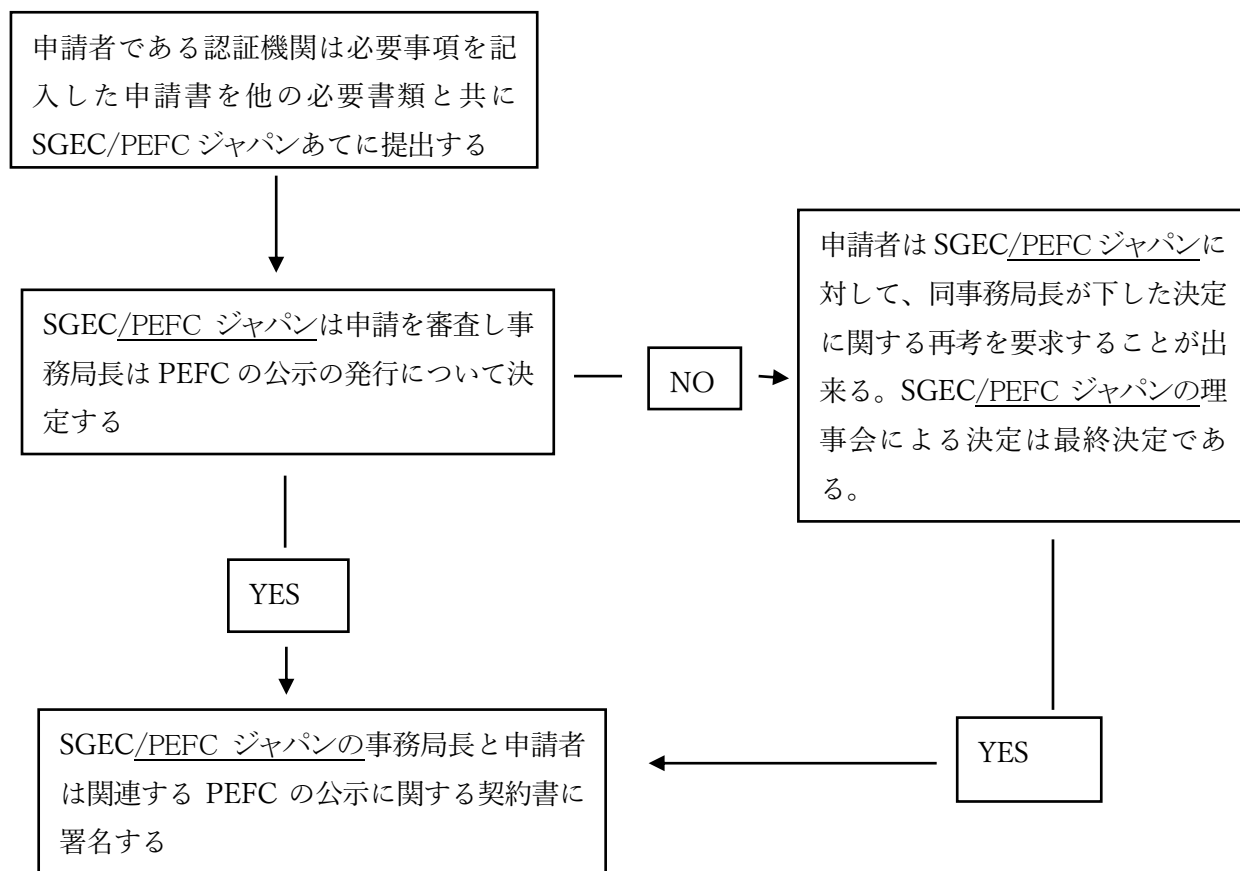 申請者である認証機関は必要事項を記
入した申請書を他の必要書類と共に
SGEC/PEFC ジャパンあてに提出する
SGEC/PEFC ジャパンは申請を審査し事
務局長は PEFC の公示の発行について決
定する
NO
申請者は SGEC/PEFC ジャパンに
対して、同事務局長が下した決定
に関する再考を要求することが出
来る。SGEC/PEFC ジャパンの理
事会による決定は最終決定であ
る。
YES
YES
SGEC/PEFC ジャパンの事務局長と申請者
は関連する PEFC の公示に関する契約書に
署名する